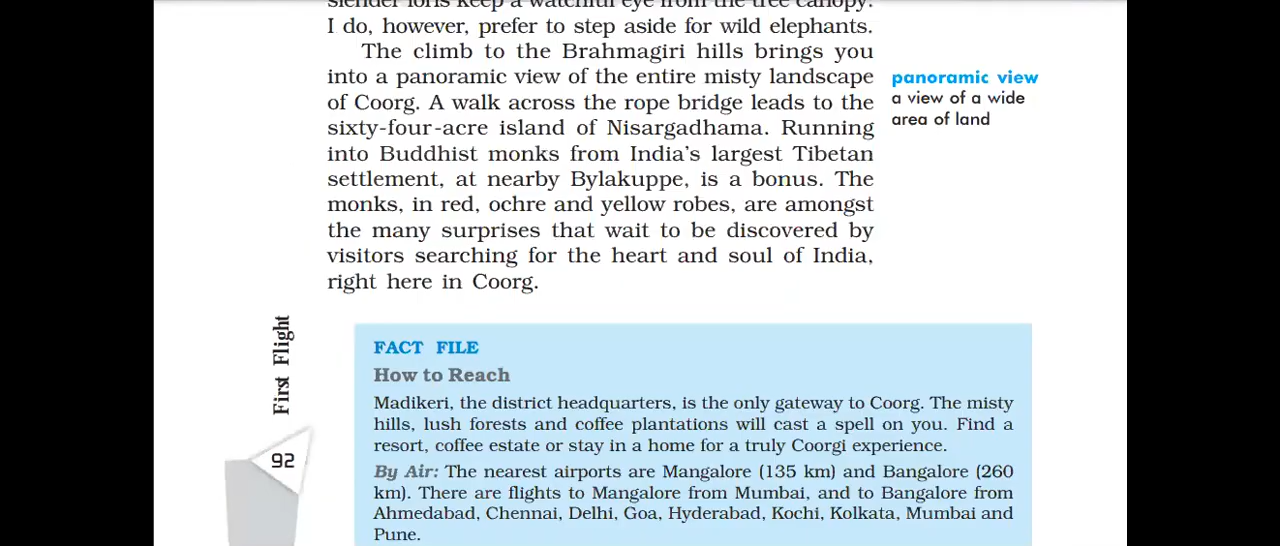 slender loris keep a watchful eye from the tree canopy.
I do, however, prefer to step aside for wild elephants.
The climb to the Brahmagiri hills brings you
into a panoramic view of the entire misty landscape
of Coorg. A walk across the rope bridge leads to the
sixty-four-acre island of Nisargadhama. Running
into Buddhist monks from India's largest Tibetan
settlement, at nearby Bylakuppe, is a bonus. The
monks, in red, ochre and yellow robes, are amongst
the many surprises that wait to be discovered by
visitors searching for the heart and soul of India,
right here in Coorg.
panoramic view
a view of a wide
area of land
FACT FILE
How to Reach
Madikeri, the district headquarters, is the only gateway to Coorg. The misty
hills, lush forests and coffee plantations will cast a spell on you. Find a
resort, coffee estate or stay in a home for a truly Coorgi experience.
By Air: The nearest airports are Mangalore (135 km) and Bangalore (260
km). There are flights to Mangalore from Mumbai, and to Bangalore from
Ahmedabad, Chennai, Delhi, Goa, Hyderabad, Kochi, Kolkata, Mumbai and
Pune.
First Flight
92